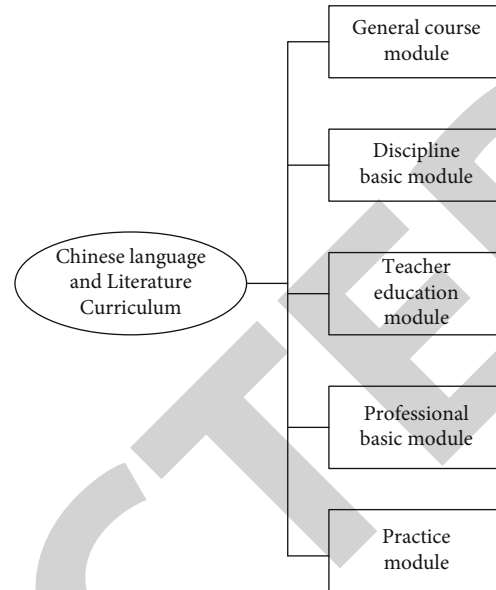 General course
module
Discipline
basic module
Chinese language
and Literature
Curriculum
Teacher
education
module
Professional
basic module
Practice
module